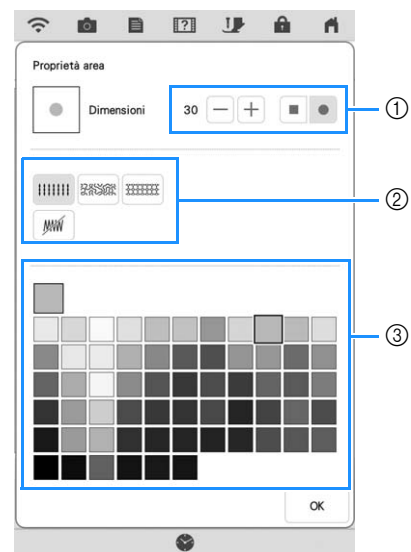 Proprietà area
Dimensioni 30 ①
②
③
OK